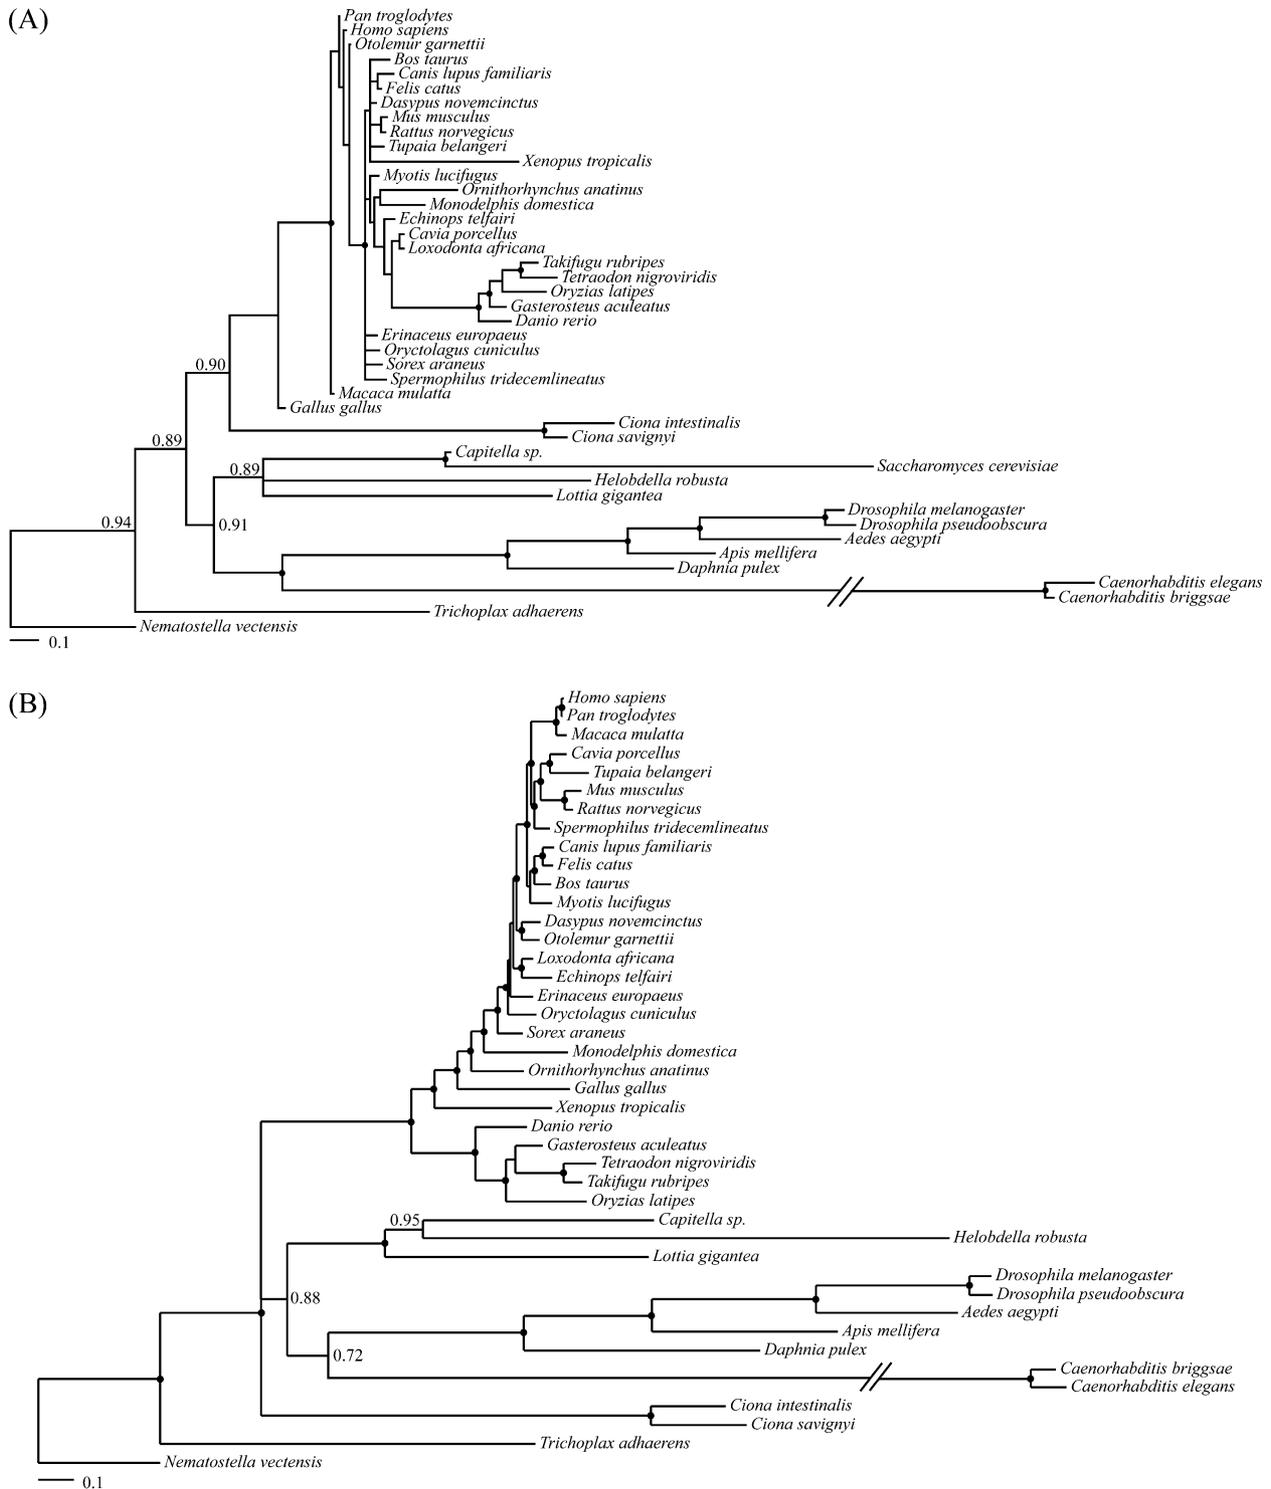 (A)
Pan troglodytes
Homo sapiens
Otolemur garnettii
Bos taurus
Canis lupus familiaris
Felis catus
Dasypus novemcinctus
Mus musculus
Rattus norvegicus
Tupaia belangeri
Xenopus tropicalis
Myotis lucifugus
Ornithorhynchus anatinus
Monodelphis domestica
Echinops telfairi
Cavia porcellus
Loxodonta africana
Takifugu rubripes
Tetraodon nigroviridis
Oryzias latipes
Gasterosteus aculeatus
Danio rerio
Erinaceus europaeus
Oryctolagus cuniculus
0.90
Sorex araneus
Spermophilus tridecemlineatus
Macaca mulatta
Gallus gallus
Ciona intestinalis
Ciona savignyi
0.89
Capitella sp.
Saccharomyces cerevisiae
0.89
Helobdella robusta
Lottia gigantea
Drosophila melanogaster
0.94
0.91
Drosophila pseudoobscura
Aedes aegypti
Apis mellifera
Daphnia pulex
Caenorhabditis elegans
Caenorhabditis briggsae
Trichoplax adhaerens
Nematostella vectensis
0.1
(B)
Homo sapiens
Pan troglodytes
Macaca mulatta
Cavia porcellus
Tupaia belangeri
Mus musculus
Rattus norvegicus
Spermophilus tridecemlineatus
Canis lupus familiaris
Felis catus
Bos taurus
Myotis lucifugus
Dasypus novemcinctus
Otolemur garnettii
Loxodonta africana
Echinops telfairi
Erinaceus europaeus
Oryctolagus cuniculus
Sorex araneus
Monodelphis domestica
Ornithorhynchus anatinus
Gallus gallus
Xenopus tropicalis
Danio rerio
Gasterosteus aculeatus
Tetraodon nigroviridis
Takifugu rubripes
Oryzias latipes
0.95
Capitella sp.
Helobdella robusta
Lottia gigantea
Drosophila melanogaster
Drosophila pseudoobscura
0.88
Aedes aegypti
Apis mellifera
Daphnia pulex
0.72
Caenorhabditis briggsae
Caenorhabditis elegans
Ciona intestinalis
Ciona savignyi
Trichoplax adhaerens
Nematostella vectensis
0.1